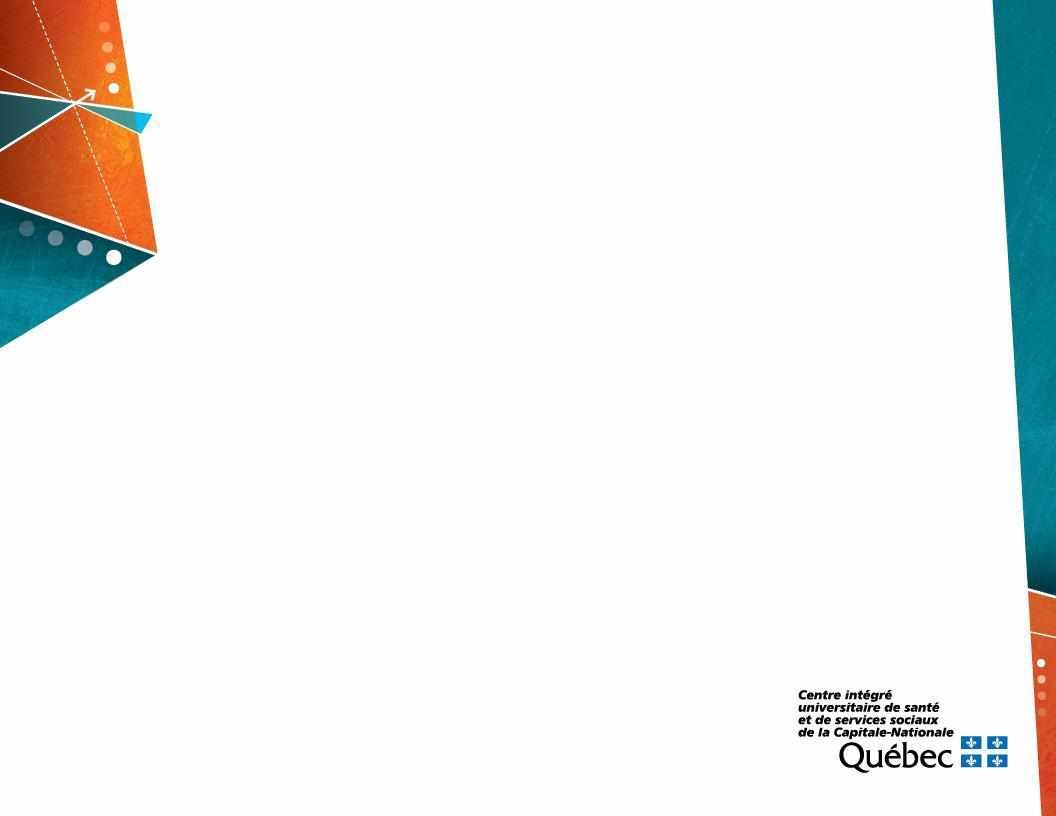 Centre intégré
universitaire de santé
et de services sociaux
de la Capitale-Nationale
Québec